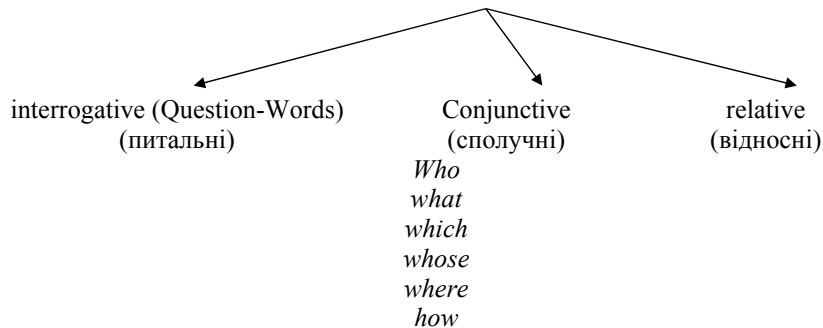 interrogative (Question-Words) Conjunctive relative
(питальні) (сполучні) (відносні)
Who
what
which
whose
where
how